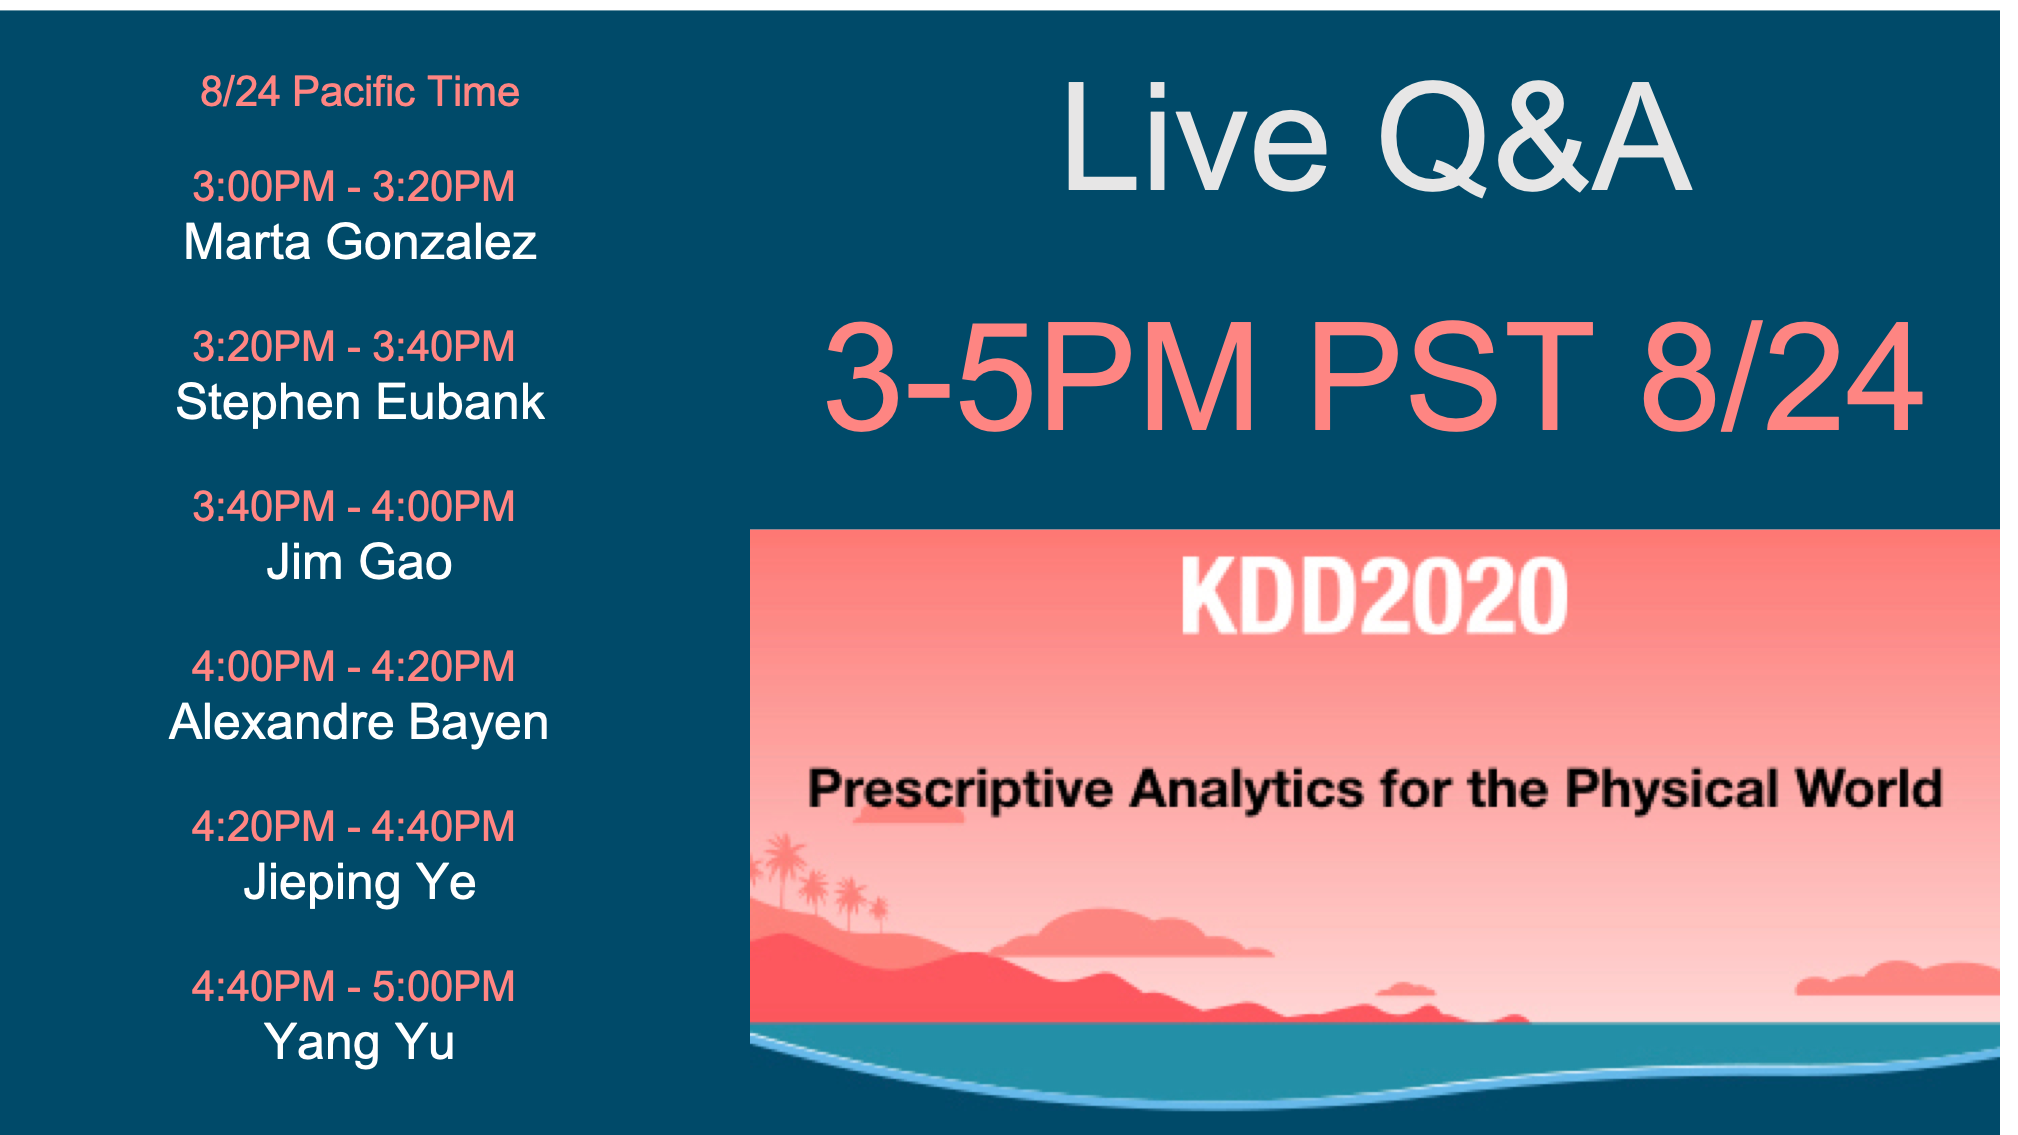 8/24 Pacific Time
3:00PM - 3:20PM
Marta Gonzalez
3:20PM - 3:40PM
Stephen Eubank
3:40PM - 4:00PM
Jim Gao
4:00PM - 4:20PM
Alexandre Bayen
4:20PM - 4:40PM
Jieping Ye
4:40PM - 5:00PM
Yang Yu
Live Q&A
3-5PM PST 8/24
KDD2020
Prescriptive Analytics for the Physical World